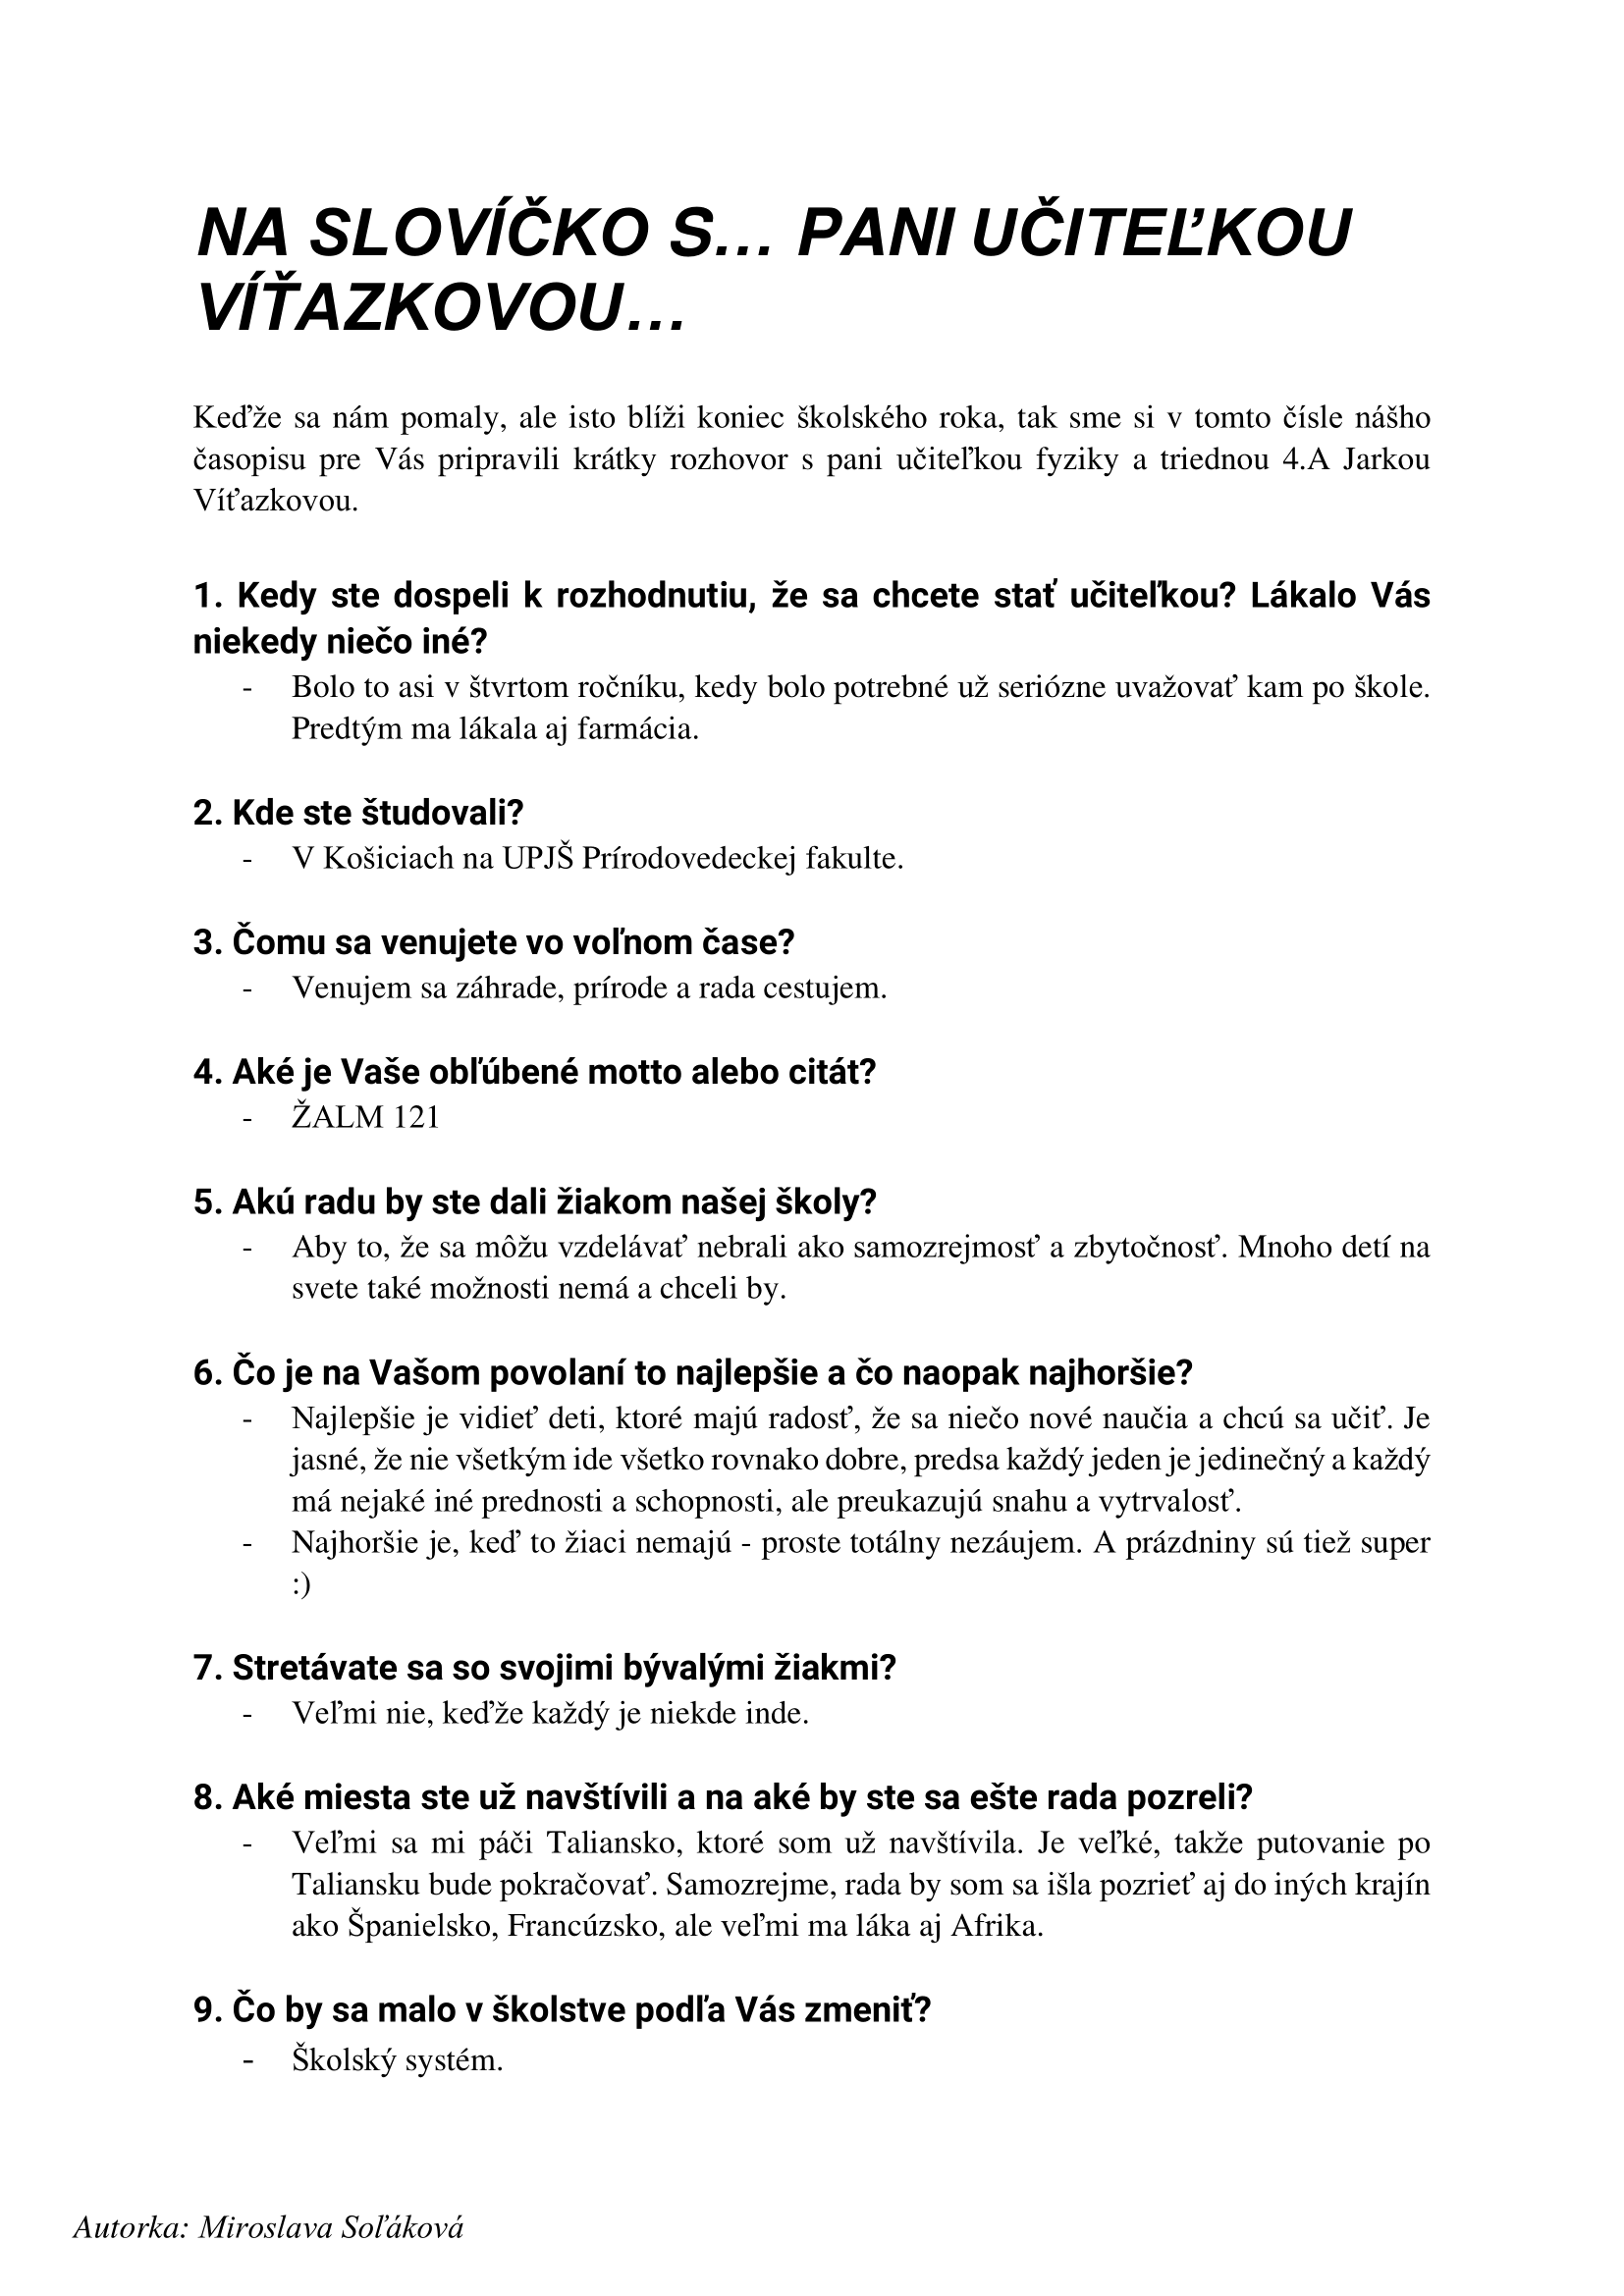 NA SLOVÍČKO S… PANI UČITEĽKOU
VÍŤAZKOVOU…
Keďže sa nám pomaly, ale isto blíži koniec školského roka, tak sme si v tomto čísle nášho
časopisu pre Vás pripravili krátky rozhovor s pani učiteľkou fyziky a triednou 4.A Jarkou
Víťazkovou.
1. Kedy ste dospeli k rozhodnutiu, že sa chcete stať učiteľkou? Lákalo Vás
niekedy niečo iné?
- Bolo to asi v štvrtom ročníku, kedy bolo potrebné už seriózne uvažovať kam po škole.
Predtým ma lákala aj farmácia.
2. Kde ste študovali?
- V Košiciach na UPJŠ Prírodovedeckej fakulte.
3. Čomu sa venujete vo voľnom čase?
- Venujem sa záhrade, prírode a rada cestujem.
4. Aké je Vaše obľúbené motto alebo citát?
- ŽALM 121
5. Akú radu by ste dali žiakom našej školy?
- Aby to, že sa môžu vzdelávať nebrali ako samozrejmosť a zbytočnosť. Mnoho detí na
svete také možnosti nemá a chceli by.
6. Čo je na Vašom povolaní to najlepšie a čo naopak najhoršie?
- Najlepšie je vidieť deti, ktoré majú radosť, že sa niečo nové naučia a chcú sa učiť. Je
jasné, že nie všetkým ide všetko rovnako dobre, predsa každý jeden je jedinečný a každý
má nejaké iné prednosti a schopnosti, ale preukazujú snahu a vytrvalosť.
- Najhoršie je, keď to žiaci nemajú - proste totálny nezáujem. A prázdniny sú tiež super
:)
7. Stretávate sa so svojimi bývalými žiakmi?
- Veľmi nie, keďže každý je niekde inde.
8. Aké miesta ste už navštívili a na aké by ste sa ešte rada pozreli?
- Veľmi sa mi páči Taliansko, ktoré som už navštívila. Je veľké, takže putovanie po
Taliansku bude pokračovať. Samozrejme, rada by som sa išla pozrieť aj do iných krajín
ako Španielsko, Francúzsko, ale veľmi ma láka aj Afrika.
9. Čo by sa malo v školstve podľa Vás zmeniť?
- Školský systém.
Autorka: Miroslava Soľáková